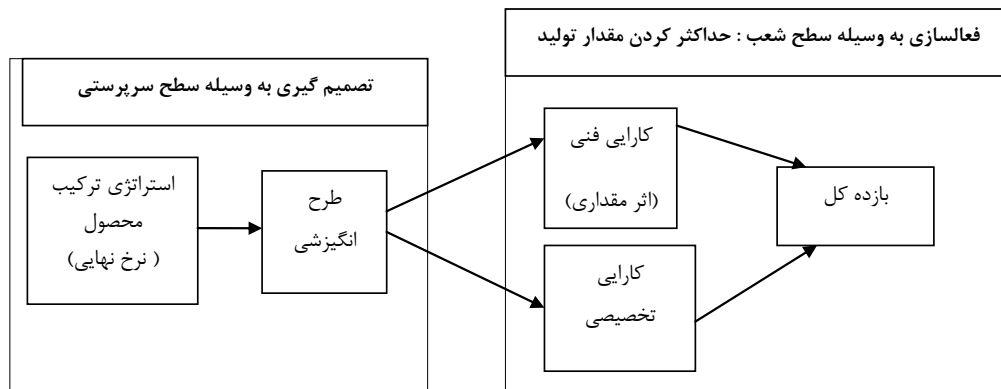 فعالسازی به وسیله سطح شعب : حداکثر کردن مقدار تولید
تصمیم گیری به وسیله سطح سرپرستی
استراتژی ترکیب
محصول
( نرخ نهایی)
طرح
انگیزشی
کارایی فنی
(اثر مقداری)
کارایی
تخصیصی
بازده کل